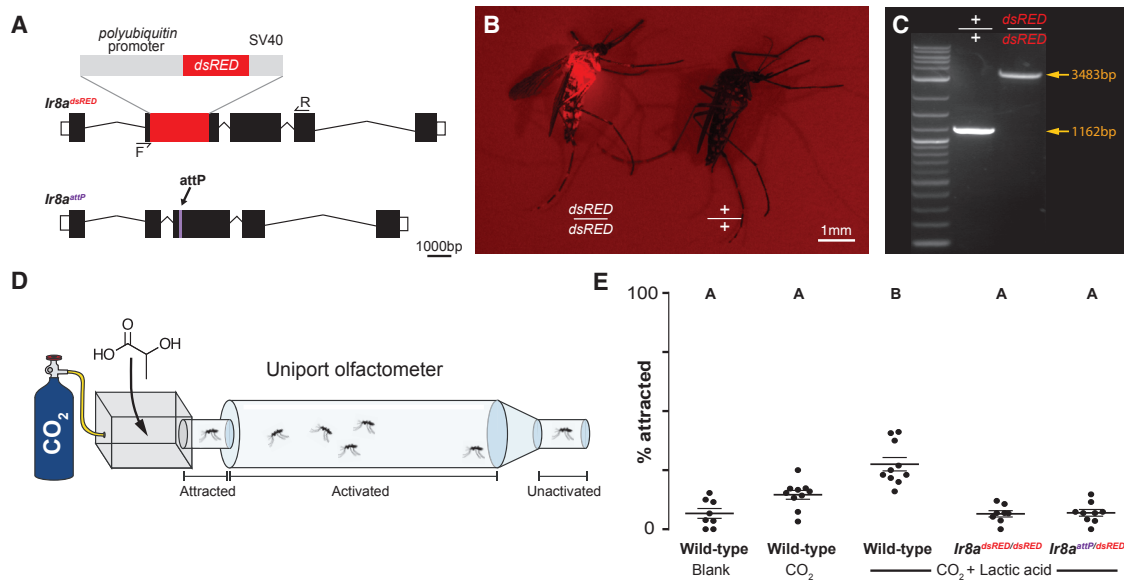 A
polyubiquitin promoter
SV40
dsRED
Ir8a^dsRED
R
F
attP
Ir8a^attP
1000bp
B
dsRED
dsRED
+
+
1mm
C
+
+
dsRED
dsRED
3483bp
1162bp
D
HO
O
OH
Uniport olfactometer
CO₂
Attracted
Activated
Unactivated
E
100
% attracted
0
A A B A A
Wild-type Wild-type Wild-type Ir8a^dsRED/dsRED Ir8a^attP/dsRED
Blank CO₂ CO₂ + Lactic acid